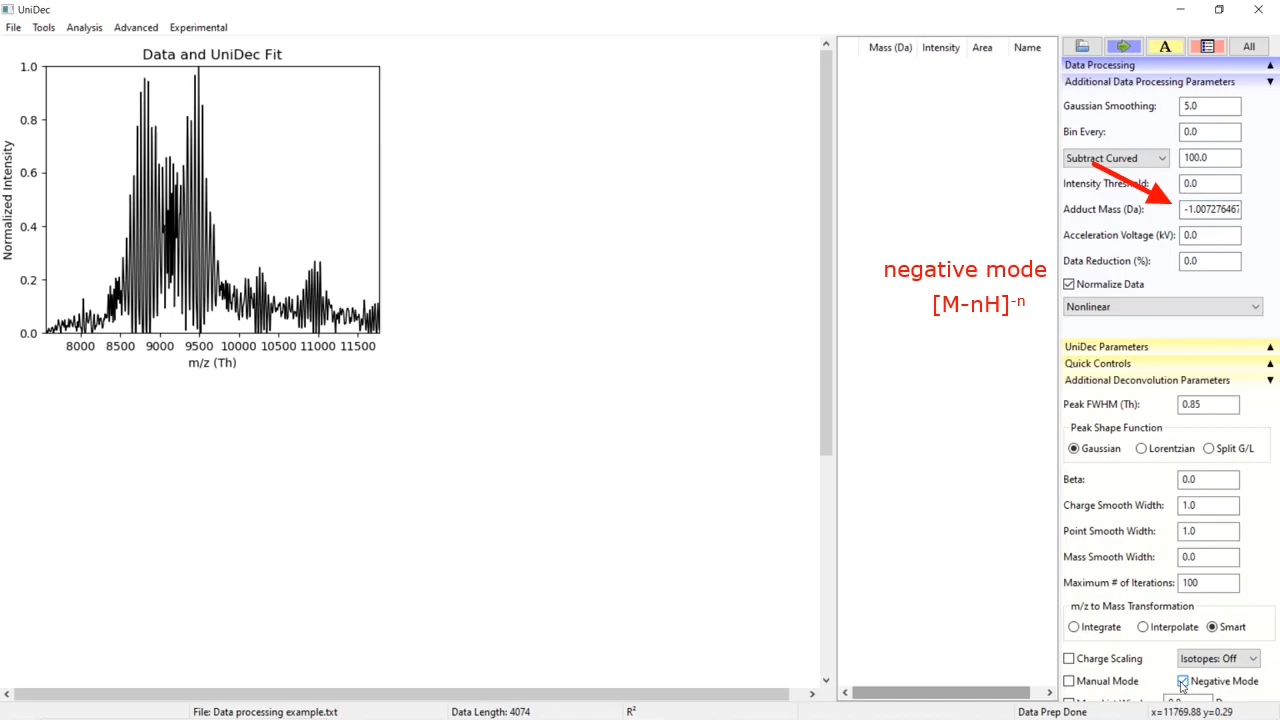 UniDec
File Tools Analysis Advanced Experimental
Data and UniDec Fit
Normalized Intensity
1.0
0.8
0.6
0.4
0.2
0.0
8000 8500 9000 9500 10000 10500 11000 11500
m/z (Th)
Mass (Da) Intensity Area Name
negative mode
[M-nH]-n
A All
Data Processing
Additional Data Processing Parameters
Gaussian Smoothing: 5.0
Bin Every: 0.0
Subtract Curved 100.0
Intensity Threshold: 0.0
Adduct Mass (Da): -1.007276467
Acceleration Voltage (kV): 0.0
Data Reduction (%): 0.0
Normalize Data
Nonlinear
UniDec Parameters
Quick Controls
Additional Deconvolution Parameters
Peak FWHM (Th): 0.85
Peak Shape Function
Gaussian Lorentzian Split G/L
Beta: 0.0
Charge Smooth Width: 1.0
Point Smooth Width: 1.0
Mass Smooth Width: 0.0
Maximum # of Iterations: 100
m/z to Mass Transformation
Integrate Interpolate Smart
Charge Scaling Isotopes: Off
Manual Mode Negative Mode
File: Data processing example.txt Data Length: 4074 R² Data Prep Done x=11769.88 y=0.29